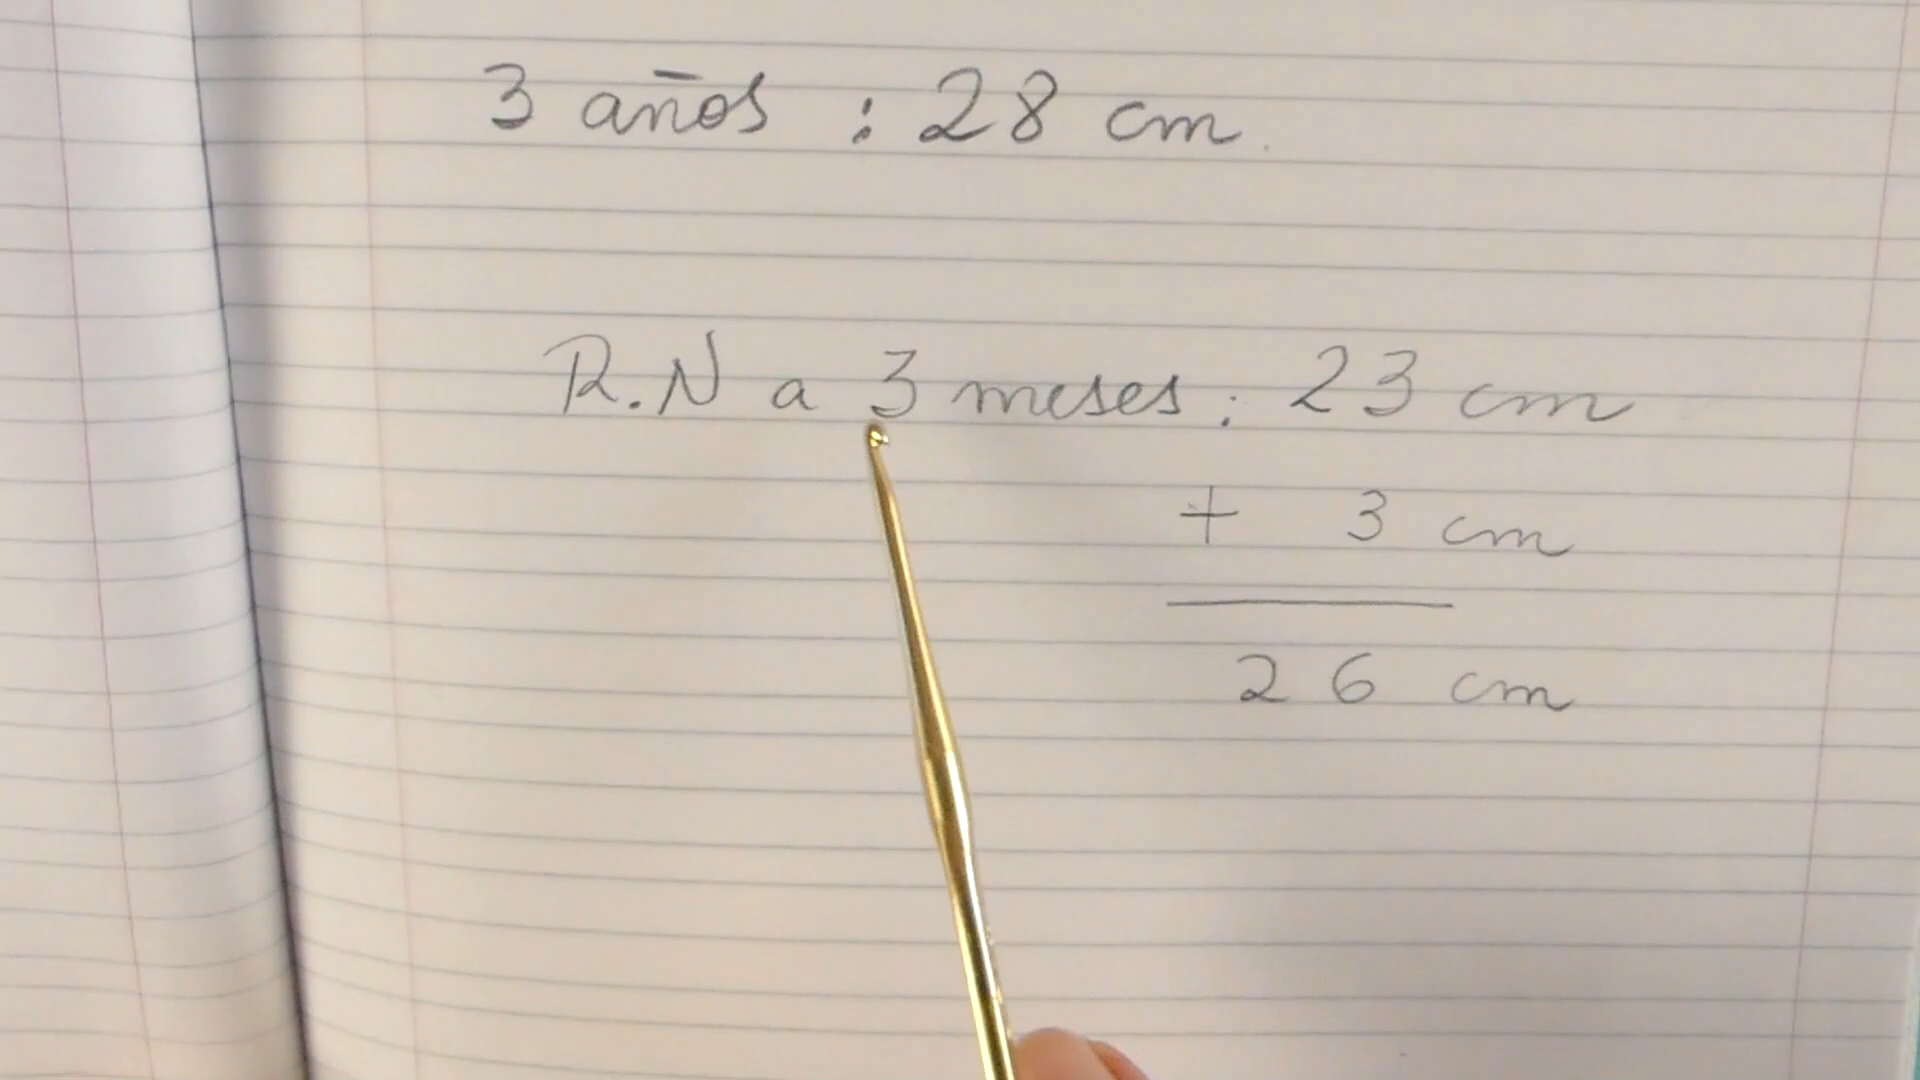 3 años : 28 cm.
R.N a 3 meses: 23 cm
+ 3 cm
26 cm